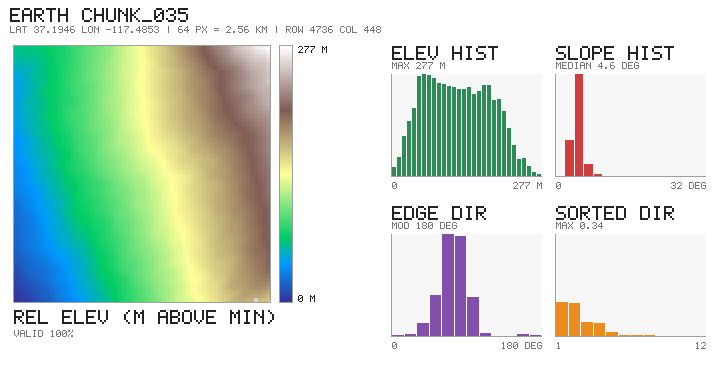 EARTH CHUNK_035
LAT 37.1946 LON -117.4853 | 64 PX = 2.56 KM | ROW 4736 COL 448
277 M
0 M
REL ELEV (M ABOVE MIN)
VALID 100%
ELEV HIST
MAX 277 M
0 277 M
SLOPE HIST
MEDIAN 4.6 DEG
0 32 DEG
EDGE DIR
MOD 180 DEG
0 180 DEG
SORTED DIR
MAX 0.34
1 12